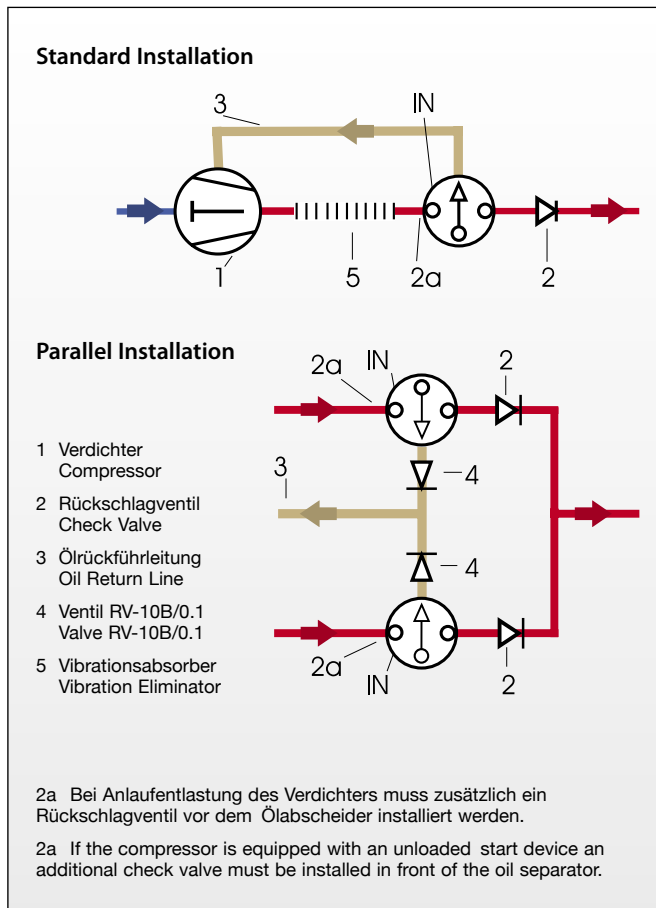 Standard Installation
3
IN
1
5
2a
2
Parallel Installation
2a
IN
2
1 Verdichter
Compressor
2 Rückschlagventil
Check Valve
3 Ölrückführleitung
Oil Return Line
4 Ventil RV-10B/0.1
Valve RV-10B/0.1
5 Vibrationsabsorber
Vibration Eliminator
3
4
4
2a
IN
2
2a Bei Anlaufentlastung des Verdichters muss zusätzlich ein
Rückschlagventil vor dem Ölabscheider installiert werden.
2a If the compressor is equipped with an unloaded start device an
additional check valve must be installed in front of the oil separator.